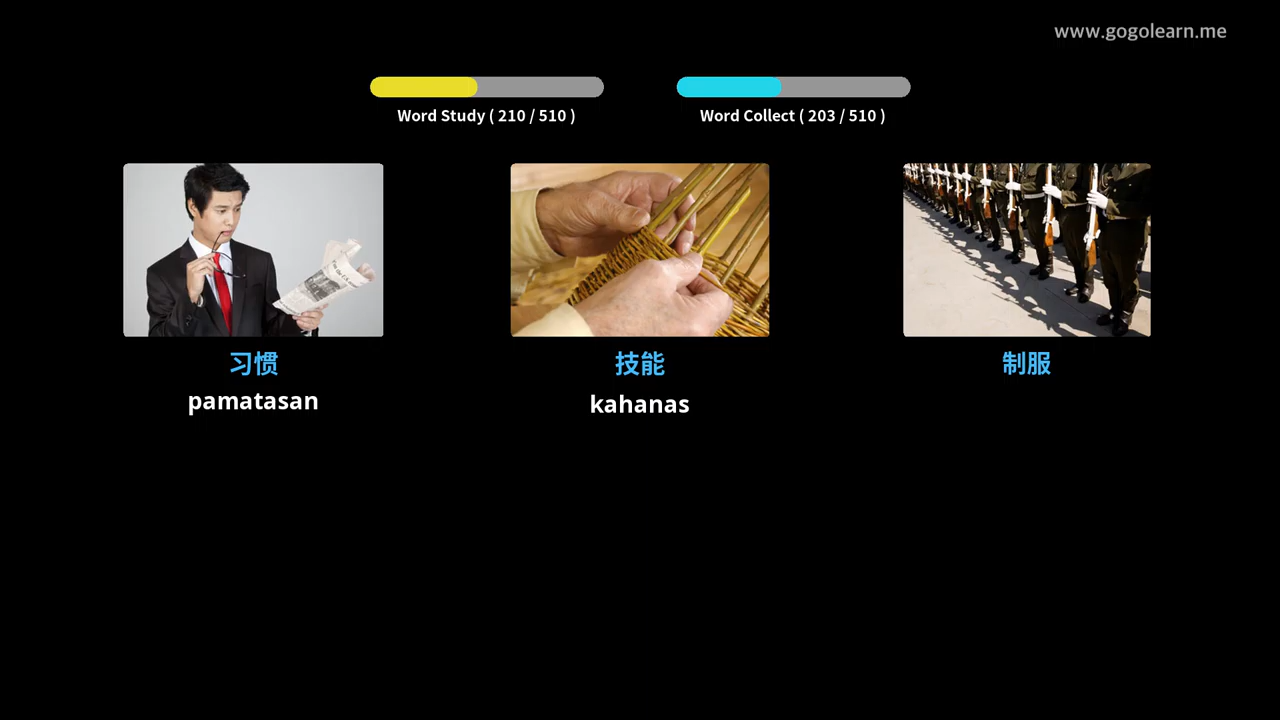 www.gogolearn.me
Word Study ( 210 / 510 )
Word Collect ( 203 / 510 )
习惯
技能
制服
pamatasan
kahanas